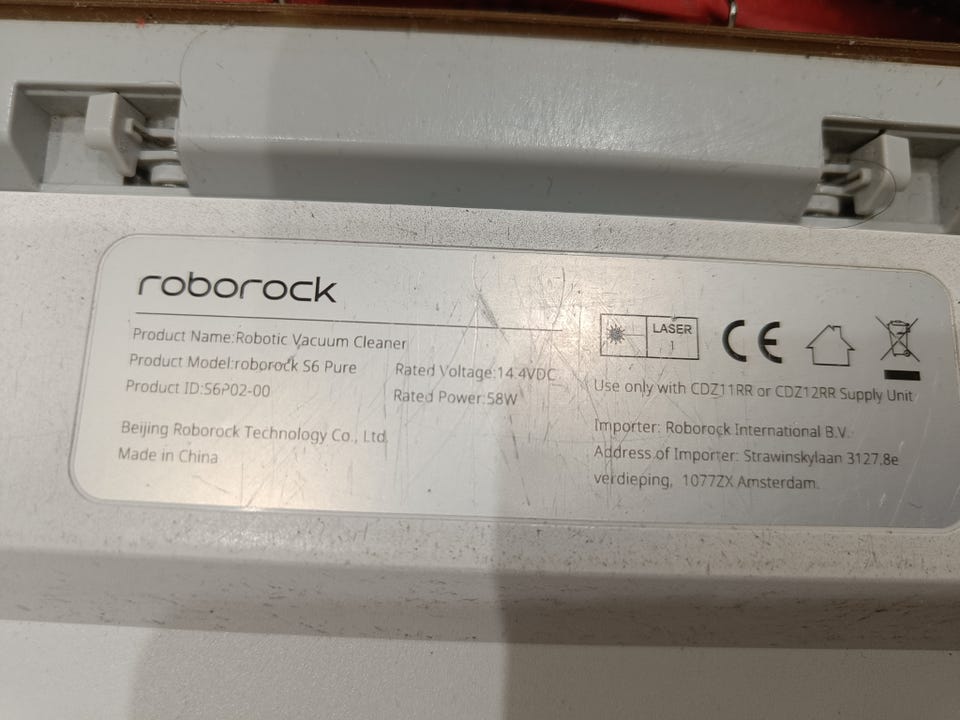 roborock
Product Name:Robotic Vacuum Cleaner
Product Model:roborock S6 Pure
Product ID:S6P02-00
Rated Voltage:14.4VDC
Rated Power:58W
Beijing Roborock Technology Co., Ltd.
Made in China
LASER
1
CE
Use only with CDZ11RR or CDZ12RR Supply Unit
Importer: Roborock International B.V.
Address of Importer: Strawinskylaan 3127,8e
verdieping, 1077ZX Amsterdam.